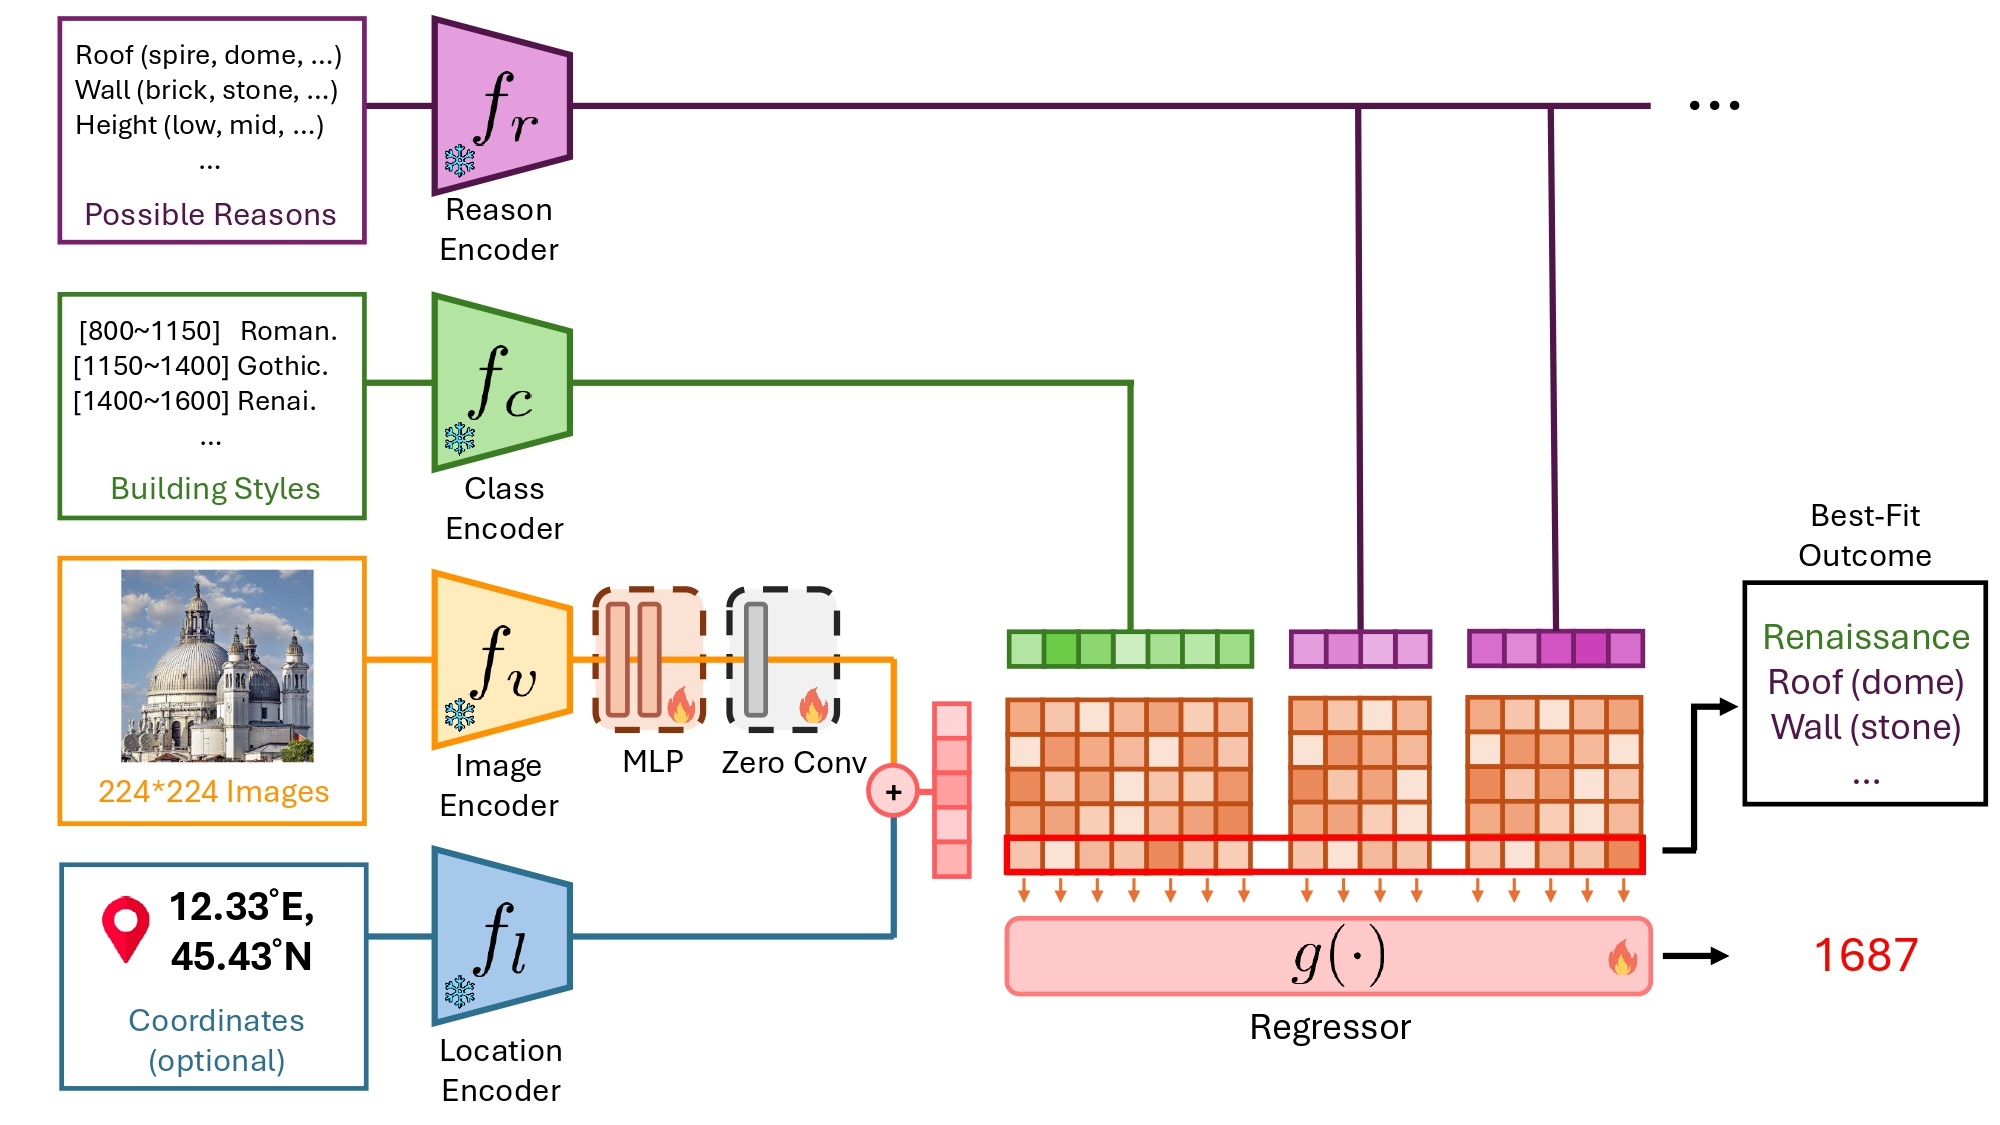 Roof (spire, dome, ...)
Wall (brick, stone, ...)
Height (low, mid, ...)
...
Possible Reasons
f_r
Reason
Encoder
...
[800~1150] Roman.
[1150~1400] Gothic.
[1400~1600] Renai.
...
Building Styles
f_c
Class
Encoder
224*224 Images
f_v
Image
Encoder
MLP
Zero Conv
+
12.33°E,
45.43°N
Coordinates
(optional)
f_l
Location
Encoder
Best-Fit
Outcome
Renaissance
Roof (dome)
Wall (stone)
...
g(·)
Regressor
1687